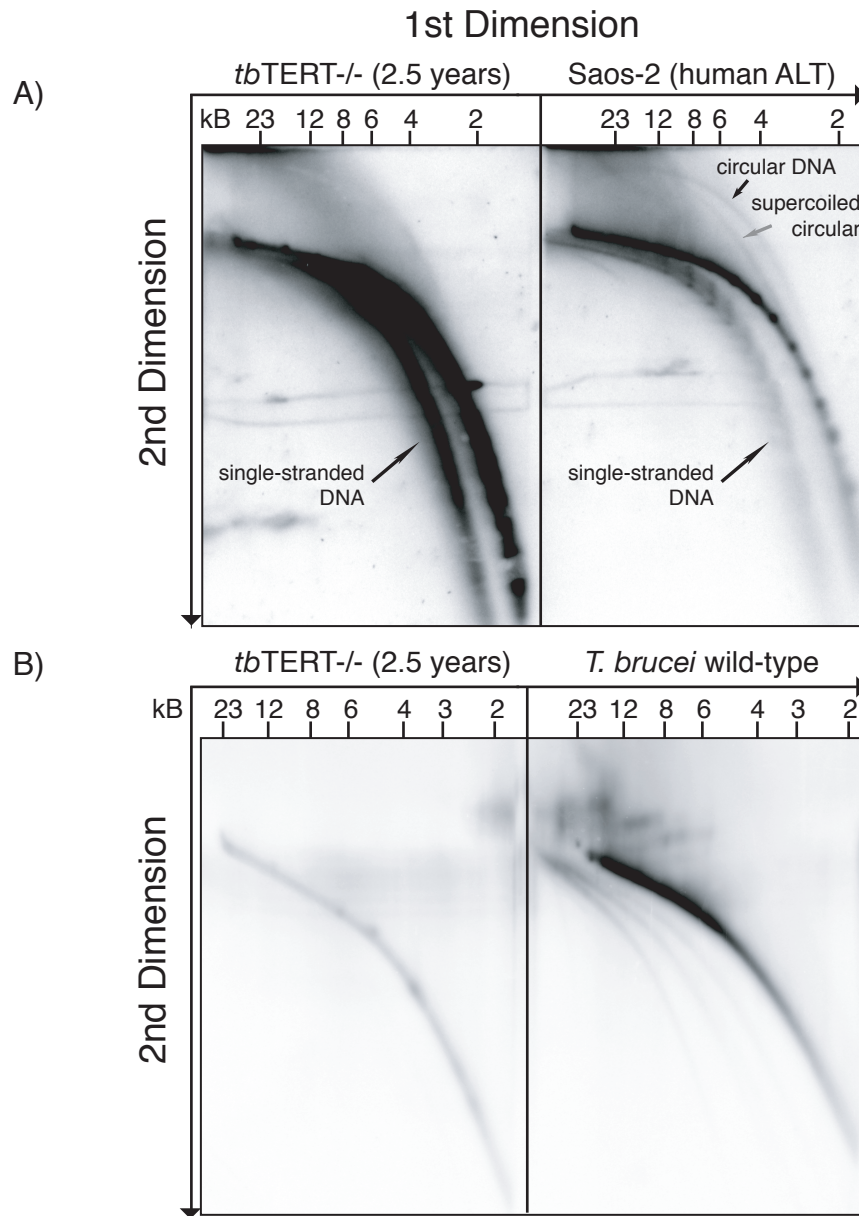 1st Dimension
A)
tbTERT-/- (2.5 years) Saos-2 (human ALT)
kB 23 12 8 6 4 2 23 12 8 6 4 2
circular DNA
supercoiled
circular
2nd Dimension
single-stranded
DNA
single-stranded
DNA
B)
tbTERT-/- (2.5 years) T. brucei wild-type
kB 23 12 8 6 4 3 2 23 12 8 6 4 3 2
2nd Dimension